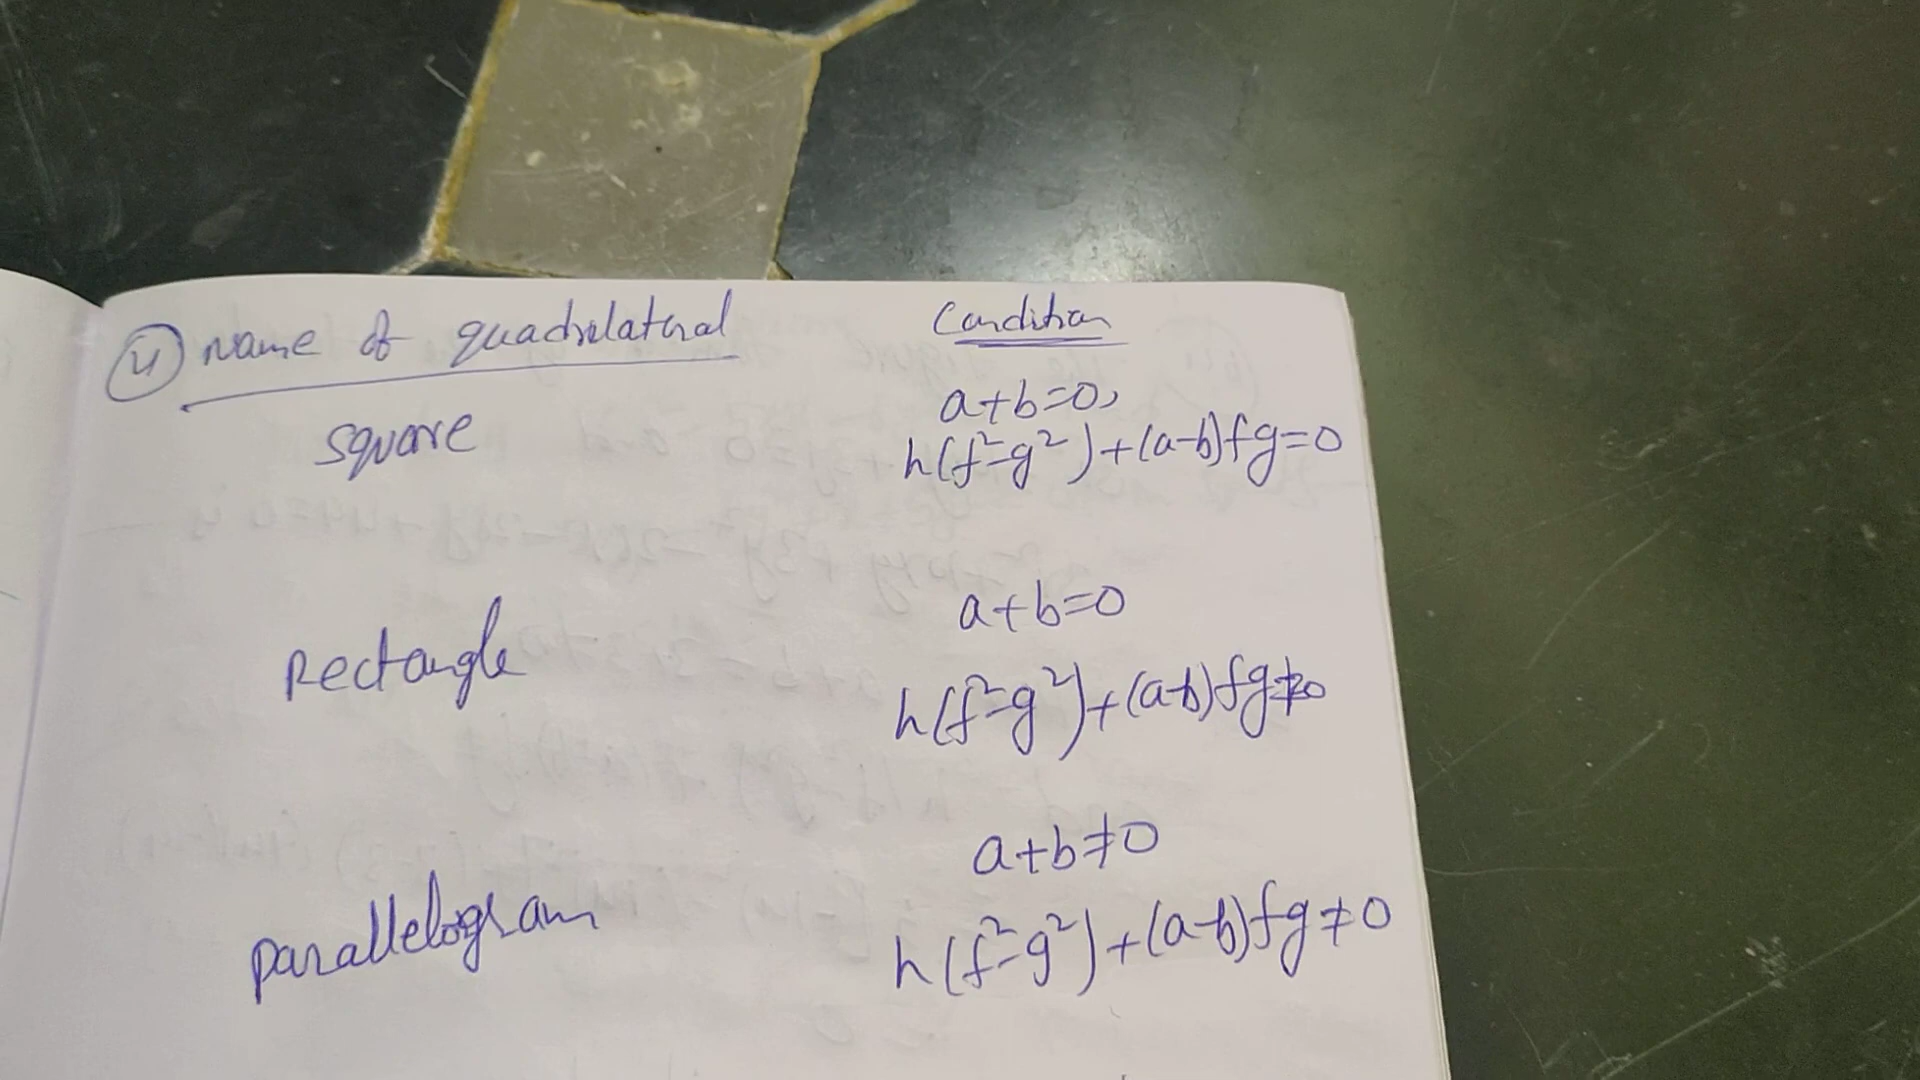 4 Name of quadrilateral Condition
square a+b=0,
h(f²-g²)+(a-b)fg=0
Rectangle a+b=0
h(f²-g²)+(a-b)fg≠0
parallelogram a+b≠0
h(f²-g²)+(a-b)fg≠0